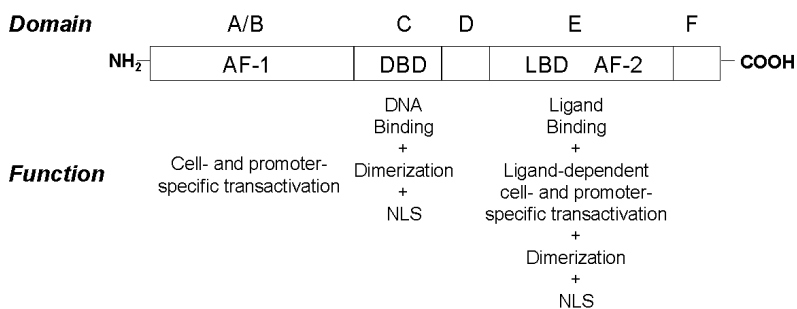 Domain A/B C D E F
NH2 AF-1 DBD LBD AF-2 COOH
Function
Cell- and promoter-
specific transactivation
DNA
Binding
+
Dimerization
+
NLS
Ligand
Binding
+
Ligand-dependent
cell- and promoter-
specific transactivation
+
Dimerization
+
NLS